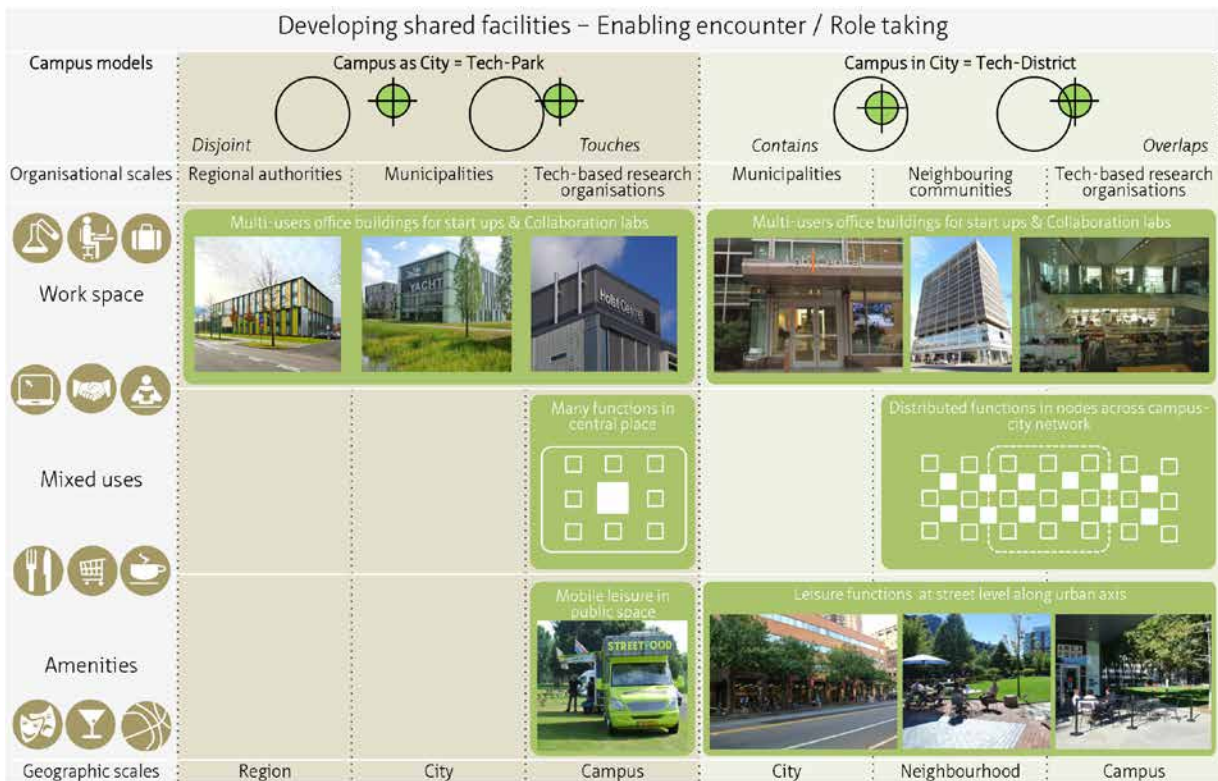 Developing shared facilities – Enabling encounter / Role taking
Campus models
Campus as City = Tech-Park
Campus in City = Tech-District
Disjoint
Touches
Contains
Overlaps
Organisational scales
Regional authorities
Municipalities
Tech-based research
organisations
Municipalities
Neighbouring
communities
Tech-based research
organisations
Work space
Multi-users office buildings for start ups & Collaboration labs
YACHT
Holst Centre
Multi-users office buildings for start ups & Collaboration labs
Mixed uses
Many functions in
central place
Distributed functions in nodes across campus-
city network
Amenities
Mobile leisure in
public space
STREETFOOD
Leisure functions at street level along urban axis
Geographic scales
Region
City
Campus
City
Neighbourhood
Campus